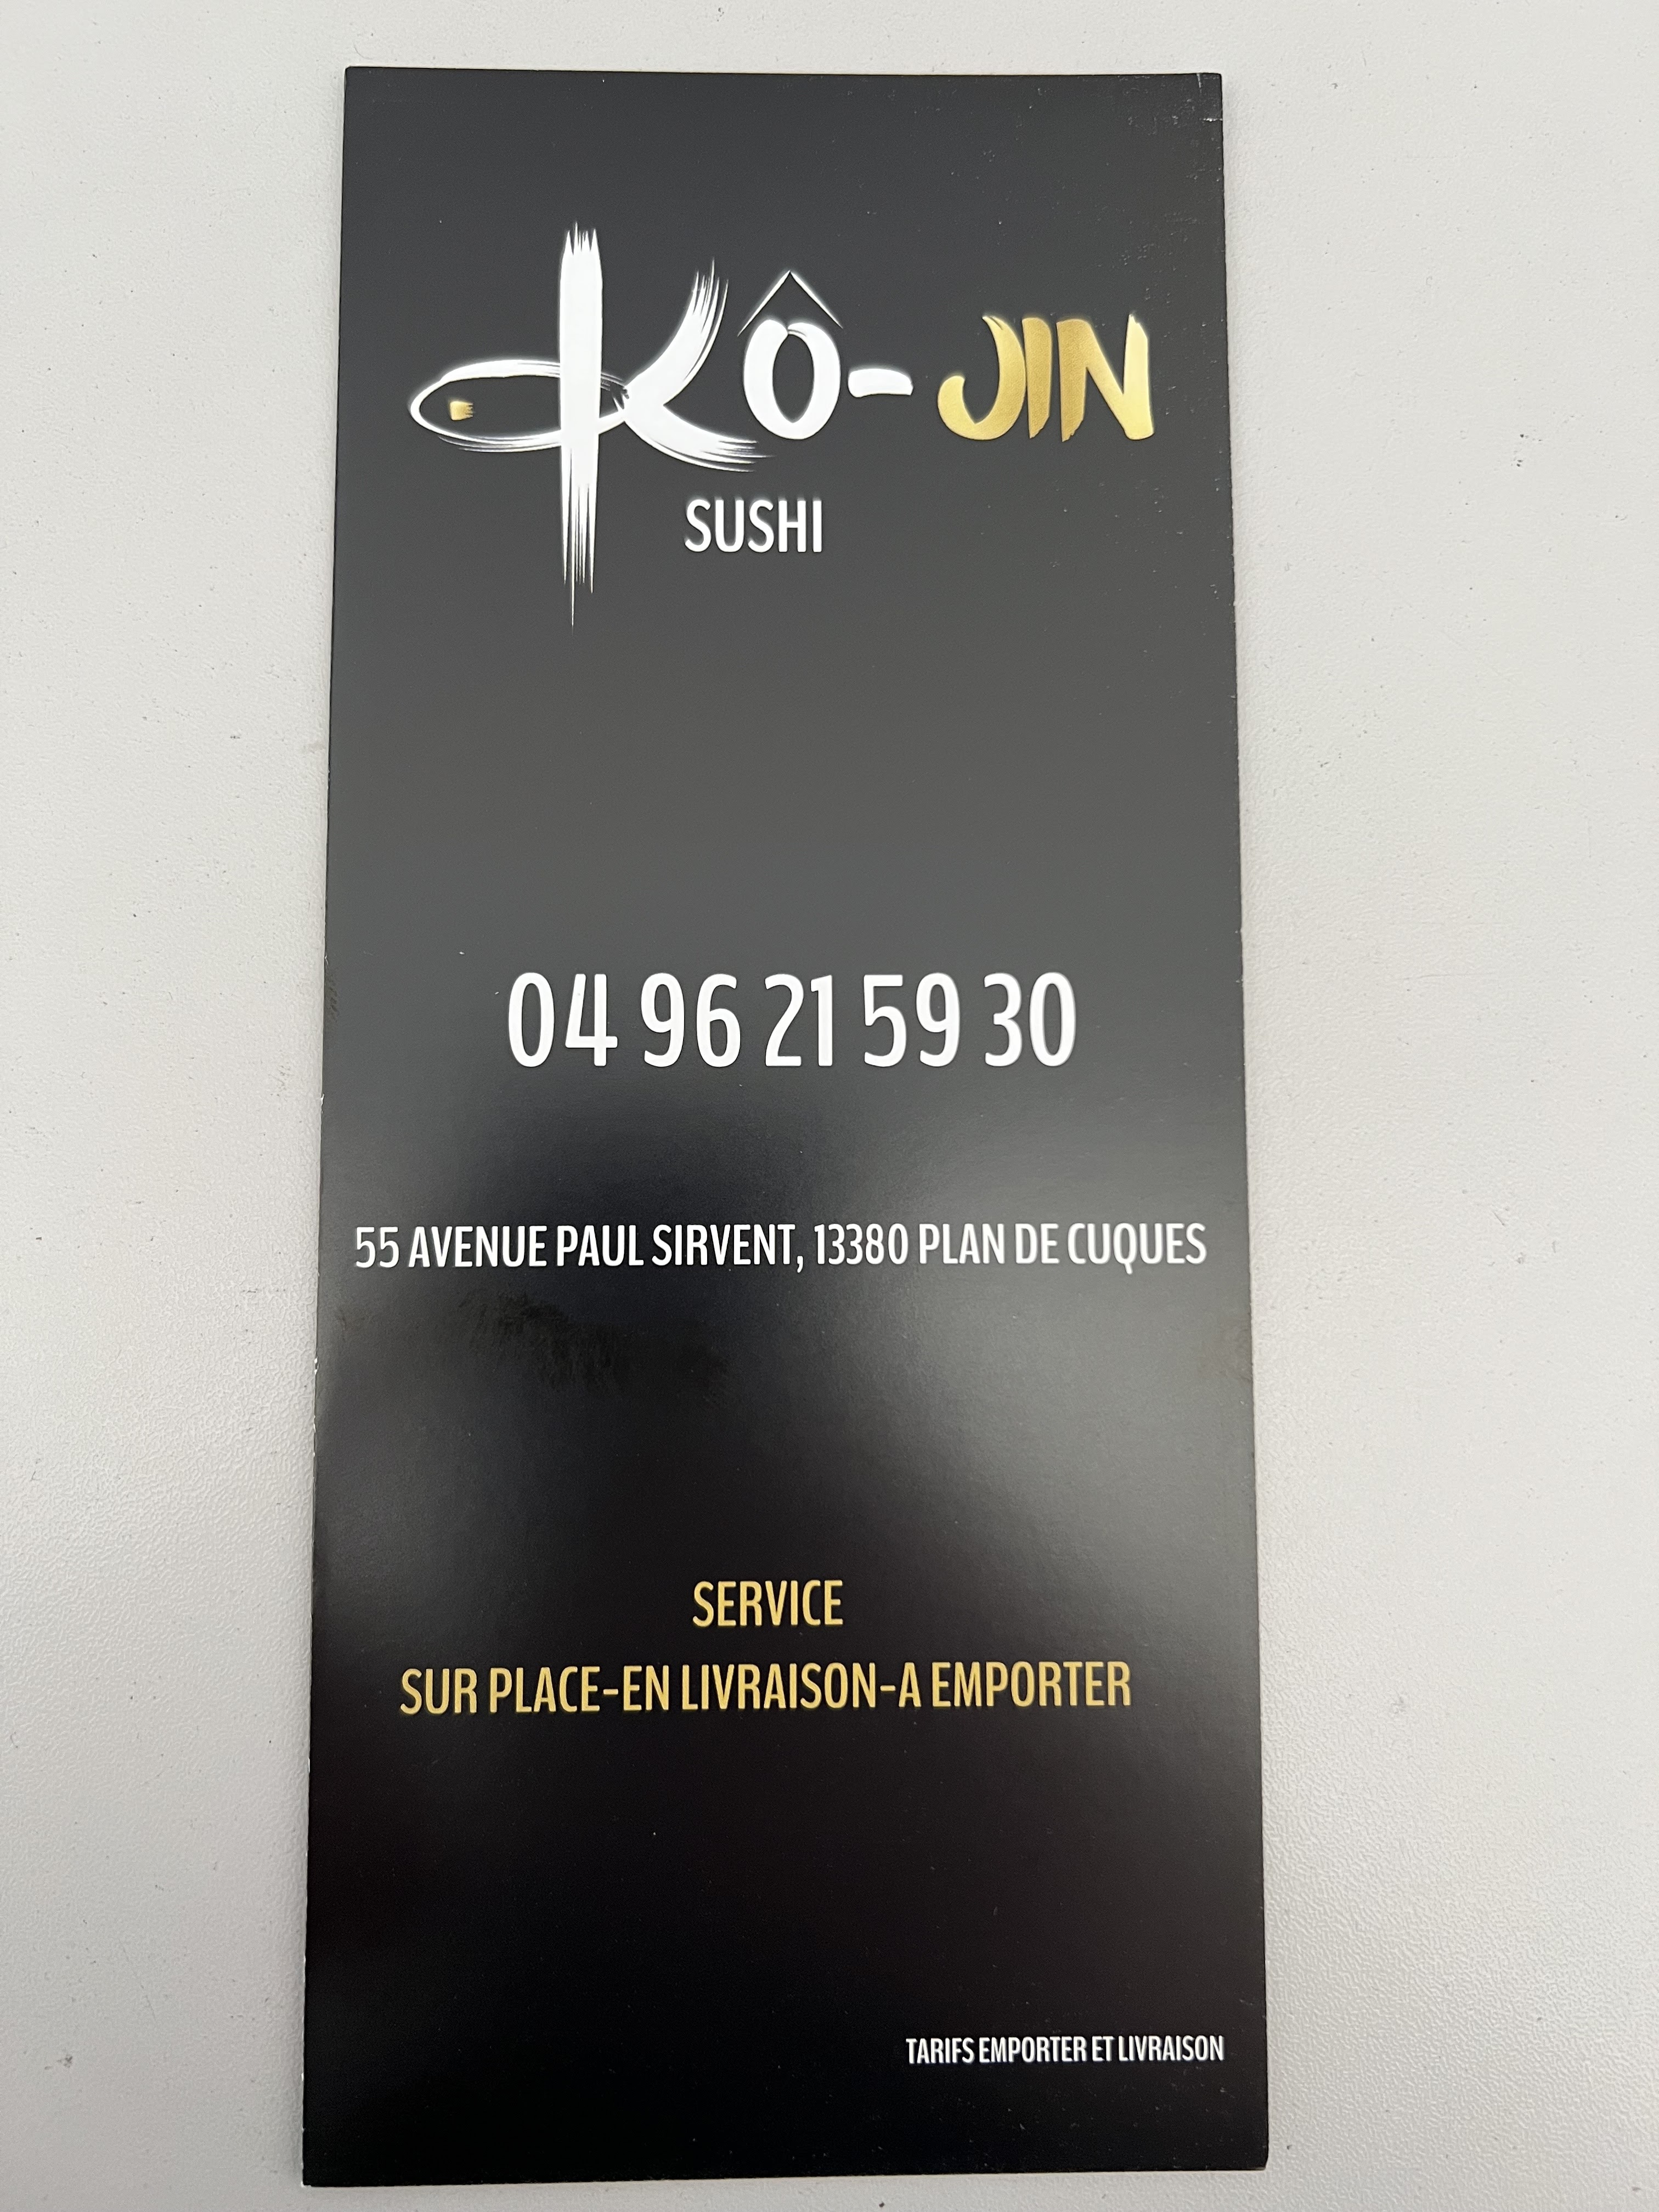 KÔ-JIN
SUSHI
04 96 21 59 30
55 AVENUE PAUL SIRVENT, 13380 PLAN DE CUQUES
SERVICE
SUR PLACE-EN LIVRAISON-A EMPORTER
TARIFS EMPORTER ET LIVRAISON